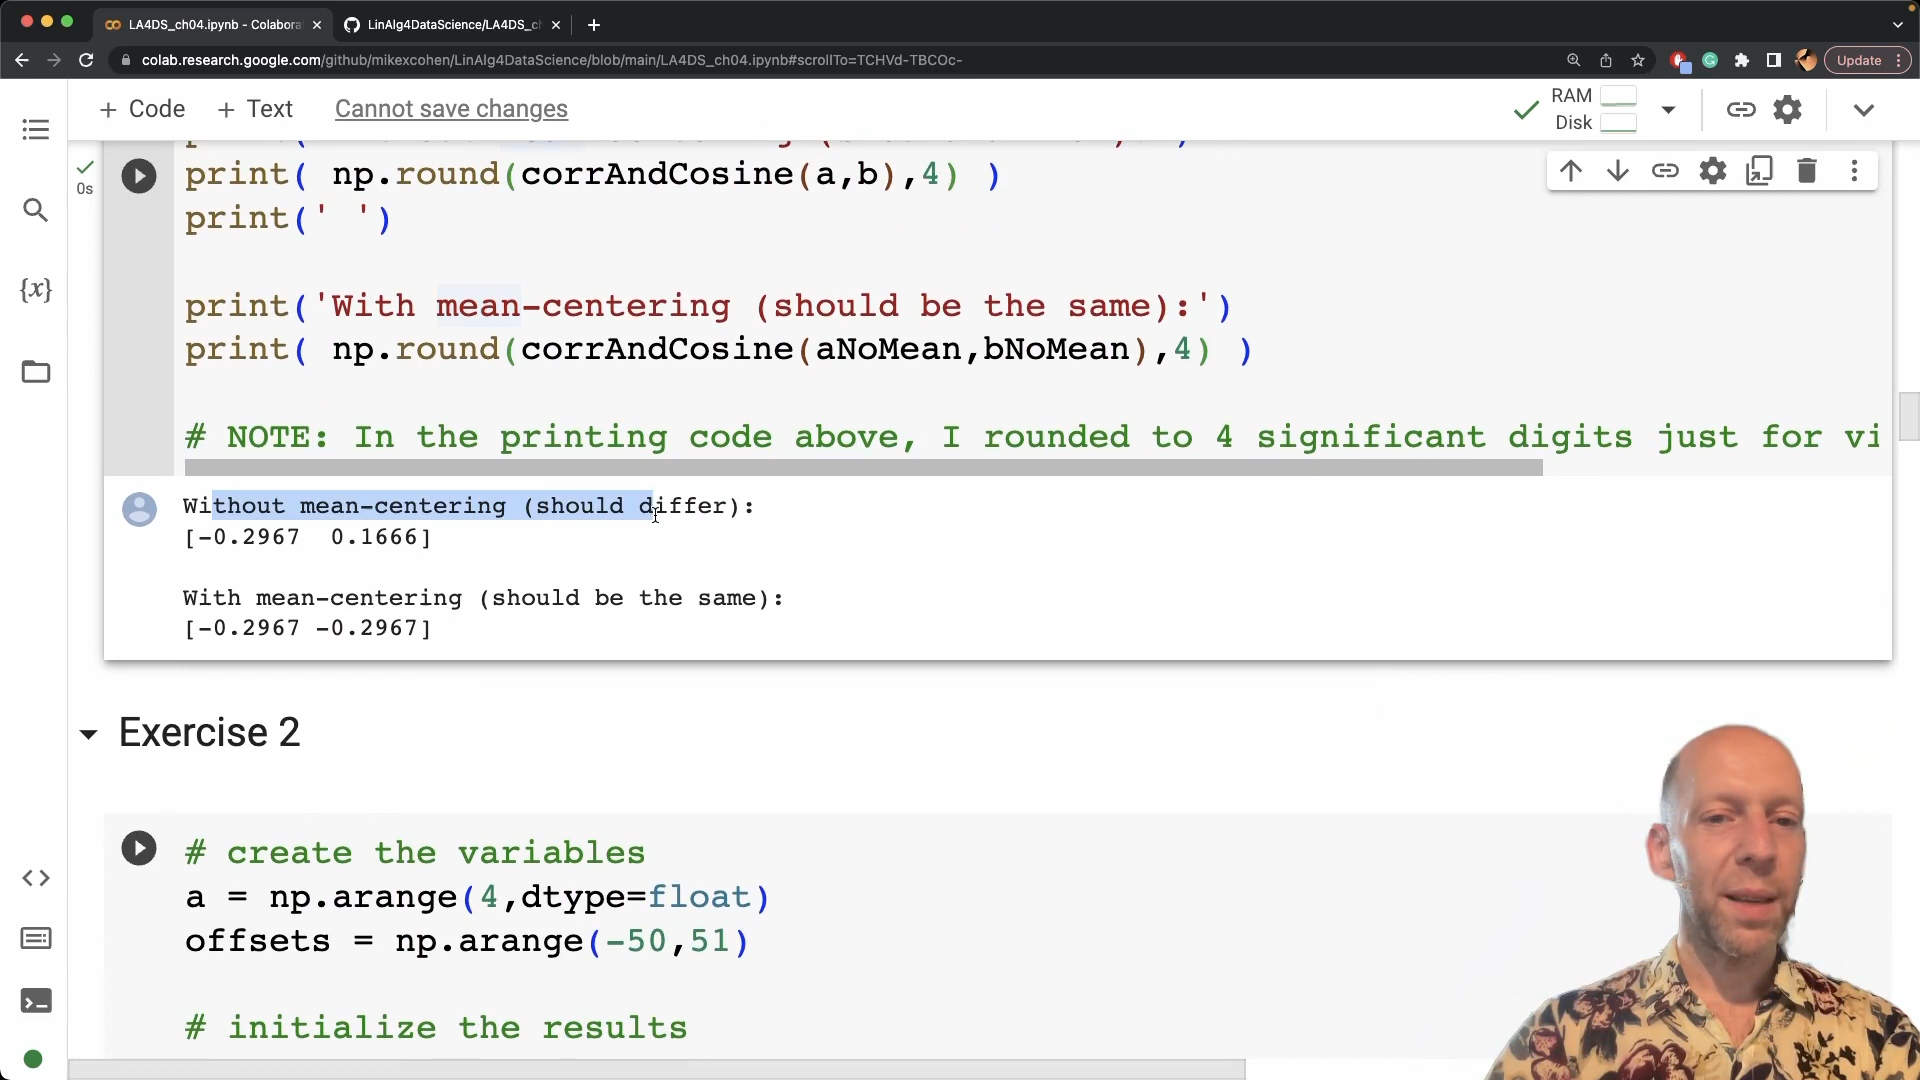 LA4DS_ch04.ipynb - Colabora
LinAlg4DataScience/LA4DS_c
colab.research.google.com/github/mikexcohen/LinAlg4DataScience/blob/main/LA4DS_ch04.ipynb#scrollTo=TCHVd-TBCOc-
Update
+ Code + Text Cannot save changes
RAM
Disk
0s
print( np.round(corrAndCosine(a,b),4) )
print(' ')
print('With mean-centering (should be the same):')
print( np.round(corrAndCosine(aNoMean,bNoMean),4) )
# NOTE: In the printing code above, I rounded to 4 significant digits just for vi
Without mean-centering (should differ):
[-0.2967  0.1666]
With mean-centering (should be the same):
[-0.2967 -0.2967]
Exercise 2
# create the variables
a = np.arange(4,dtype=float)
offsets = np.arange(-50,51)
# initialize the results